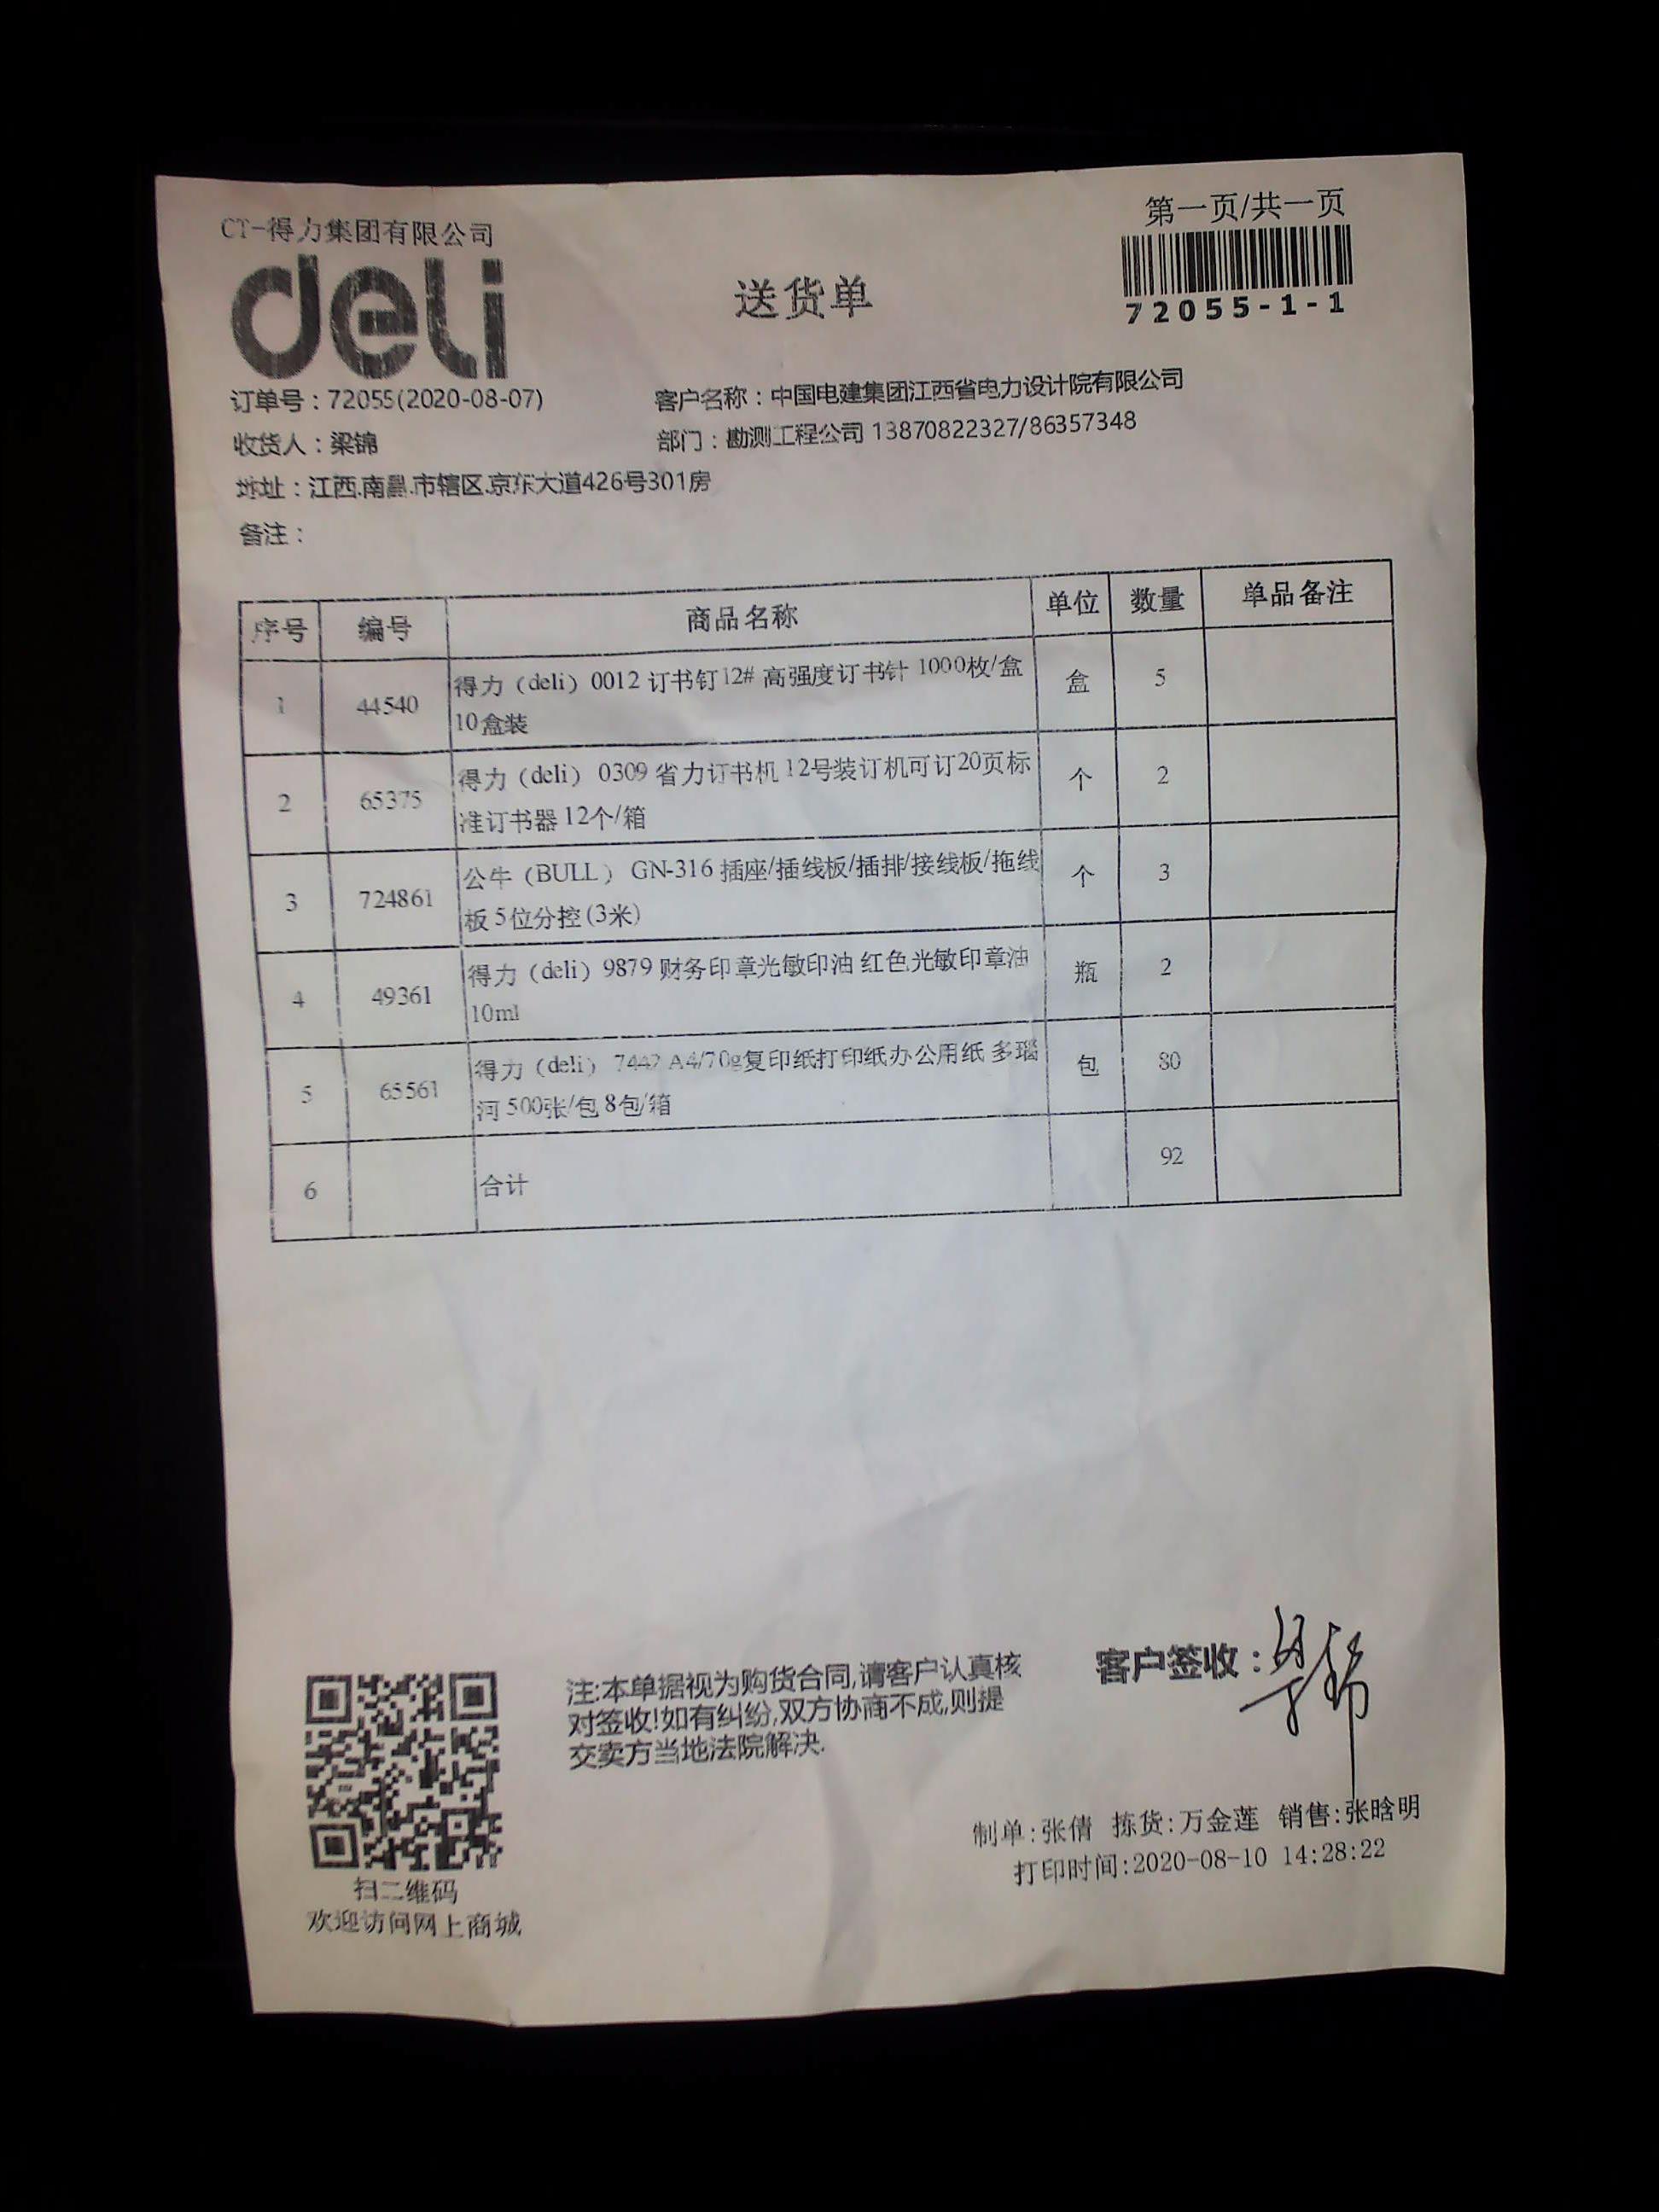 第一页/共一页
CT-得力集团有限公司
deli
送货单
72055-1-1
订单号：72055(2020-08-07)
客户名称：中国电建集团江西省电力设计院有限公司
收货人：梁锦
部门：勘测工程公司 13870822327/86357348
地址：江西.南昌.市辖区.京东大道426号301房
备注：
序号 编号 商品名称 单位 数量 单品备注
1 44540 得力（deli）0012 订书钉12# 高强度订书针 1000枚/盒 盒 5
10盒装
2 65375 得力（deli）0309 省力订书机 12号装订机可订20页标 个 2
准订书器 12个/箱
3 724861 公牛（BULL）GN-316 插座/插线板/插排/接线板/拖线 个 3
板 5位分控(3米)
4 49361 得力（deli）9879 财务印章光敏印油 红色光敏印章油 瓶 2
10ml
5 65561 得力（deli）7442 A4/70g复印纸打印纸办公用纸 多瑙 包 80
河 500张/包 8包/箱
6 合计 92
注:本单据视为购货合同,请客户认真核
对签收!如有纠纷,双方协商不成,则提
交卖方当地法院解决.
客户签收：梁锦
制单:张倩 拣货:万金莲 销售:张晗明
打印时间:2020-08-10 14:28:22
扫二维码
欢迎访问网上商城